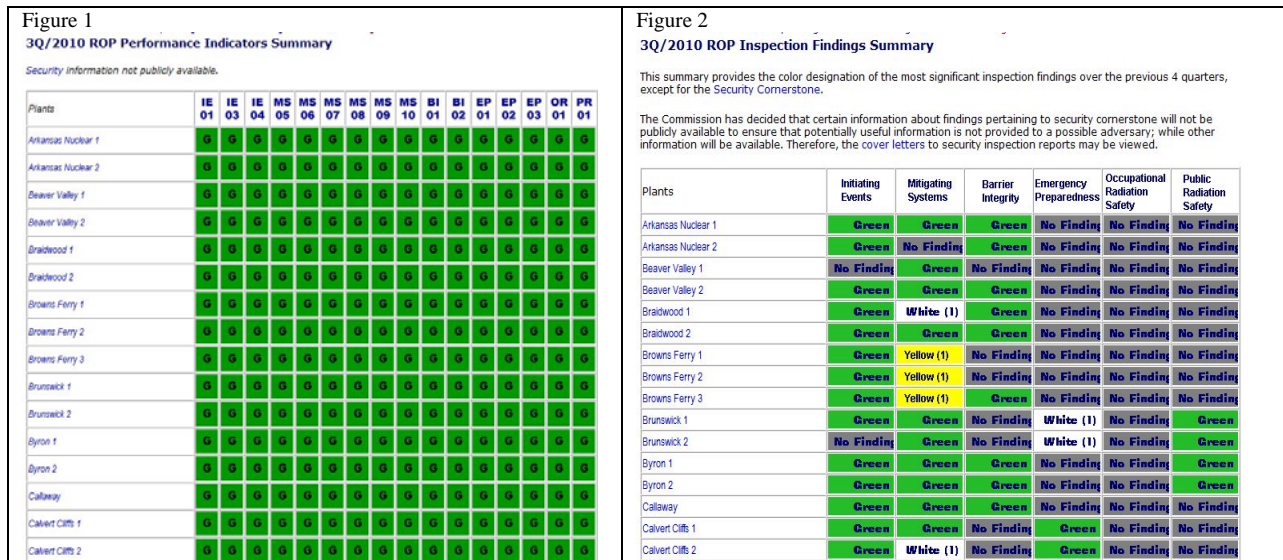 Figure 1
3Q/2010 ROP Performance Indicators Summary
Security information not publicly available.
Plants IE 01 IE 03 IE 04 MS 05 MS 06 MS 07 MS 08 MS 09 MS 10 BI 01 BI 02 EP 01 EP 02 EP 03 OR 01 PR 01
Arkansas Nuclear 1 G G G G G G G G G G G G G G G G
Arkansas Nuclear 2 G G G G G G G G G G G G G G G G
Beaver Valley 1 G G G G G G G G G G G G G G G G
Beaver Valley 2 G G G G G G G G G G G G G G G G
Braidwood 1 G G G G G G G G G G G G G G G G
Braidwood 2 G G G G G G G G G G G G G G G G
Browns Ferry 1 G G G G G G G G G G G G G G G G
Browns Ferry 2 G G G G G G G G G G G G G G G G
Browns Ferry 3 G G G G G G G G G G G G G G G G
Brunswick 1 G G G G G G G G G G G G G G G G
Brunswick 2 G G G G G G G G G G G G G G G G
Byron 1 G G G G G G G G G G G G G G G G
Byron 2 G G G G G G G G G G G G G G G G
Callaway G G G G G G G G G G G G G G G G
Calvert Cliffs 1 G G G G G G G G G G G G G G G G
Calvert Cliffs 2 G G G G G G G G G G G G G G G G
Figure 2
3Q/2010 ROP Inspection Findings Summary
This summary provides the color designation of the most significant inspection findings over the previous 4 quarters,
except for the Security Cornerstone.
The Commission has decided that certain information about findings pertaining to security cornerstone will not be
publicly available to ensure that potentially useful information is not provided to a possible adversary; while other
information will be available. Therefore, the cover letters to security inspection reports may be viewed.
Plants Initiating Events Mitigating Systems Barrier Integrity Emergency Preparedness Occupational Radiation Safety Public Radiation Safety
Arkansas Nuclear 1 Green Green Green No Finding No Finding No Finding
Arkansas Nuclear 2 Green No Finding Green No Finding No Finding No Finding
Beaver Valley 1 No Finding Green No Finding No Finding No Finding No Finding
Beaver Valley 2 Green Green Green No Finding No Finding No Finding
Braidwood 1 Green White (1) Green No Finding No Finding No Finding
Braidwood 2 Green Green Green No Finding No Finding No Finding
Browns Ferry 1 Green Yellow (1) No Finding No Finding No Finding No Finding
Browns Ferry 2 Green Yellow (1) No Finding No Finding No Finding No Finding
Browns Ferry 3 Green Yellow (1) Green No Finding No Finding No Finding
Brunswick 1 Green Green No Finding White (1) No Finding Green
Brunswick 2 No Finding Green No Finding White (1) No Finding Green
Byron 1 Green Green Green No Finding No Finding Green
Byron 2 Green Green Green No Finding No Finding Green
Callaway Green Green Green No Finding No Finding No Finding
Calvert Cliffs 1 Green Green No Finding Green No Finding No Finding
Calvert Cliffs 2 Green White (1) No Finding Green No Finding No Finding